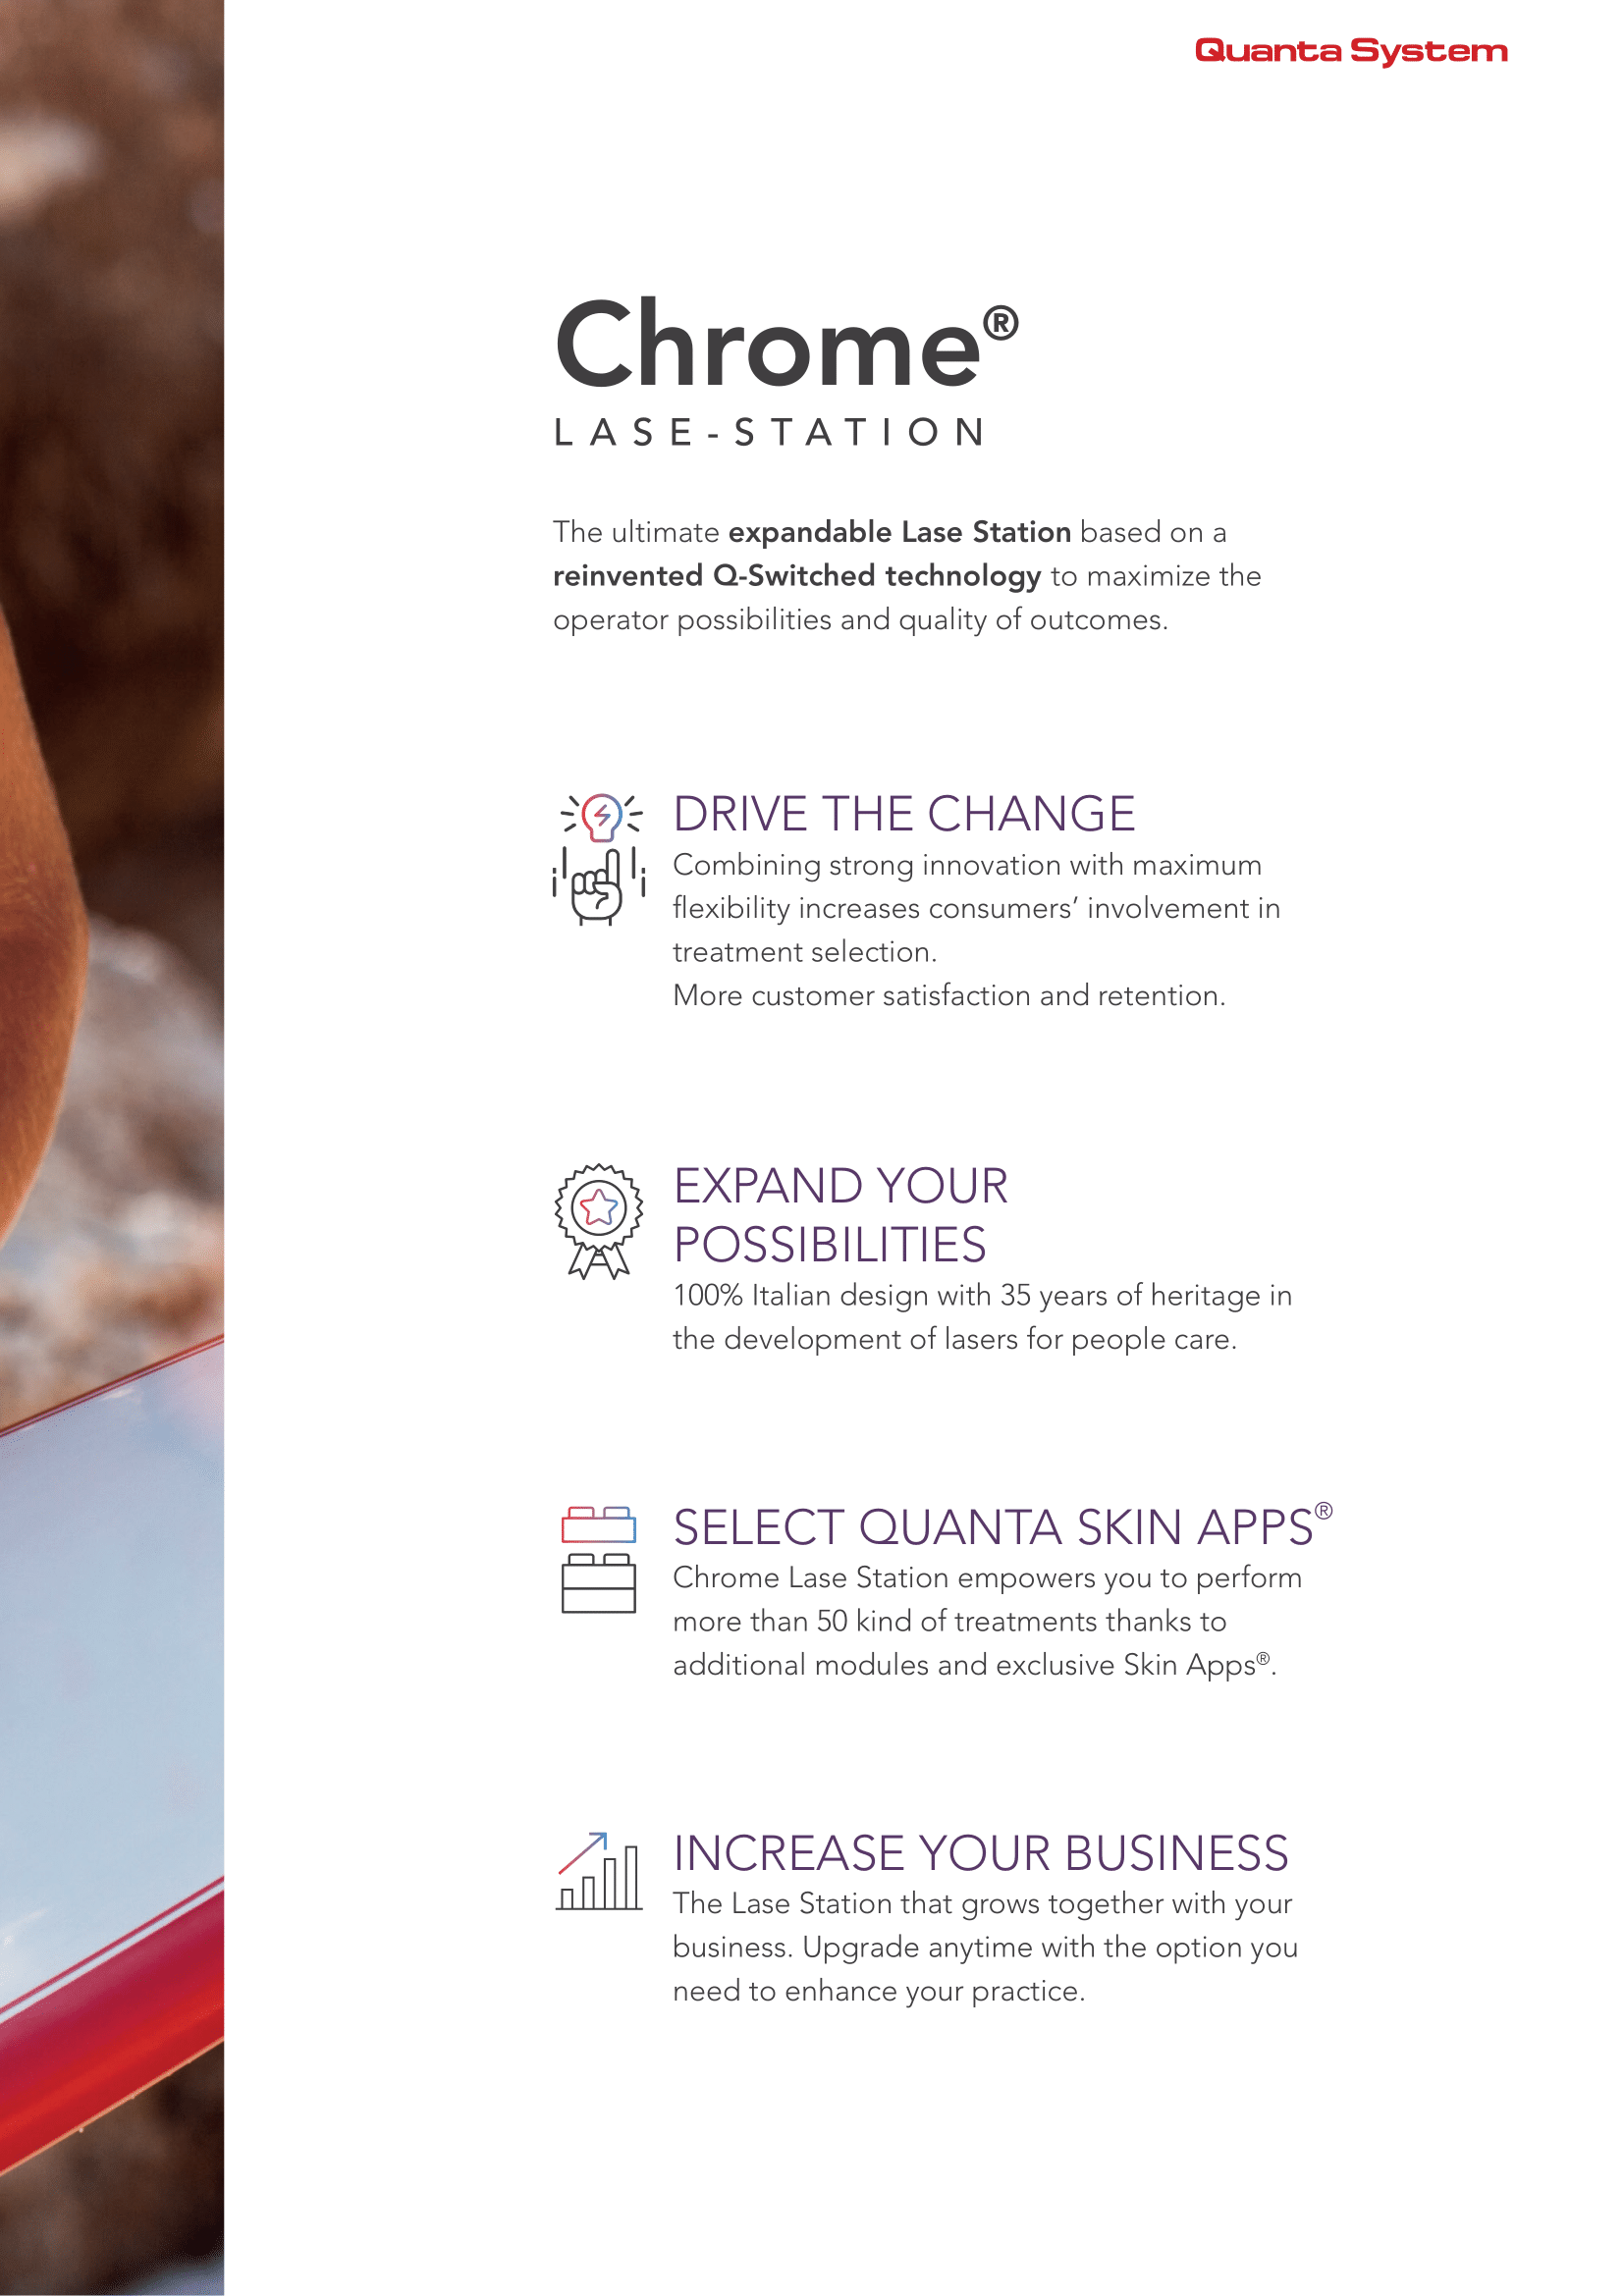 Quanta System
Chrome®
LASE-STATION
The ultimate expandable Lase Station based on a
reinvented Q-Switched technology to maximize the
operator possibilities and quality of outcomes.
DRIVE THE CHANGE
Combining strong innovation with maximum
flexibility increases consumers’ involvement in
treatment selection.
More customer satisfaction and retention.
EXPAND YOUR
POSSIBILITIES
100% Italian design with 35 years of heritage in
the development of lasers for people care.
SELECT QUANTA SKIN APPS®
Chrome Lase Station empowers you to perform
more than 50 kind of treatments thanks to
additional modules and exclusive Skin Apps®.
INCREASE YOUR BUSINESS
The Lase Station that grows together with your
business. Upgrade anytime with the option you
need to enhance your practice.